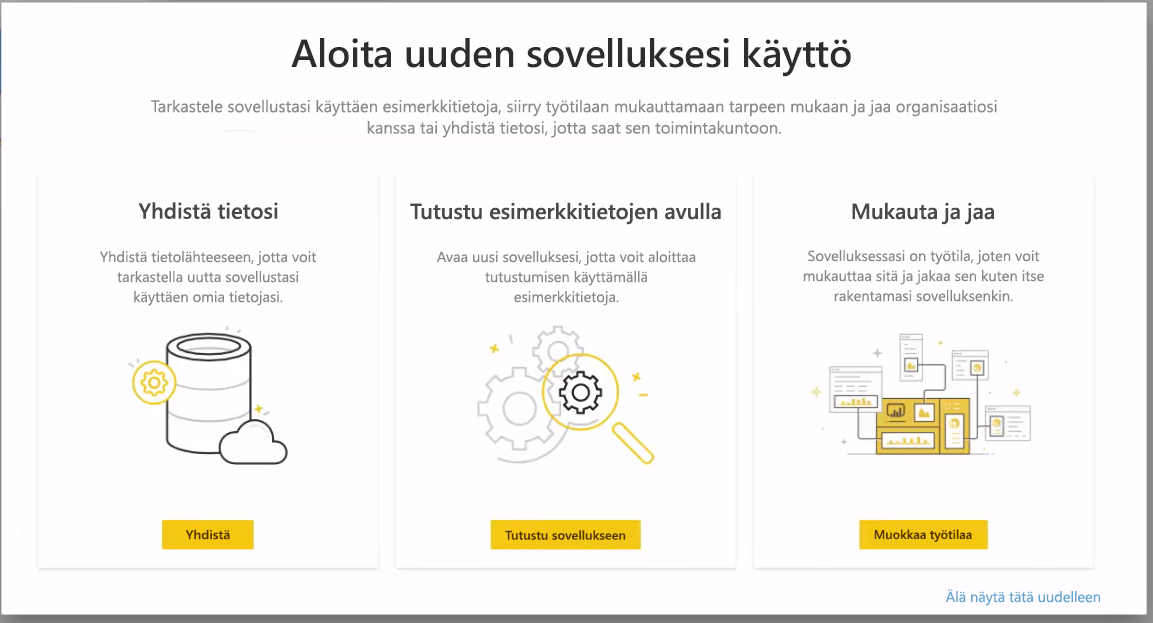 Aloita uuden sovelluksesi käyttö
Tarkastele sovellustasi käyttäen esimerkkitietoja, siirry työtilaan mukauttamaan tarpeen mukaan ja jaa organisaatiosi
kanssa tai yhdistä tietosi, jotta saat sen toimintakuntoon.
Yhdistä tietosi
Yhdistä tietolähteeseen, jotta voit
tarkastella uutta sovellustasi
käyttäen omia tietojasi.
Yhdistä
Tutustu esimerkkitietojen avulla
Avaa uusi sovelluksesi, jotta voit aloittaa
tutustumisen käyttämällä
esimerkkitietoja.
Tutustu sovellukseen
Mukauta ja jaa
Sovelluksessasi on työtila, joten voit
mukauttaa sitä ja jakaa sen kuten itse
rakentamasi sovelluksenkin.
Muokkaa työtilaa
Älä näytä tätä uudelleen